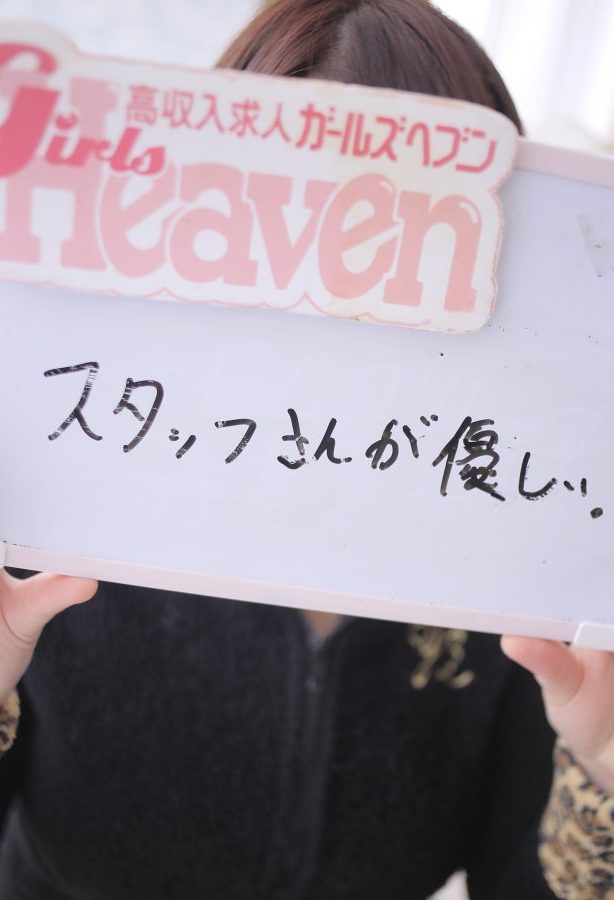 高収入求人ガールズヘブン
Girls
Heaven
スタッフさんが優しい.